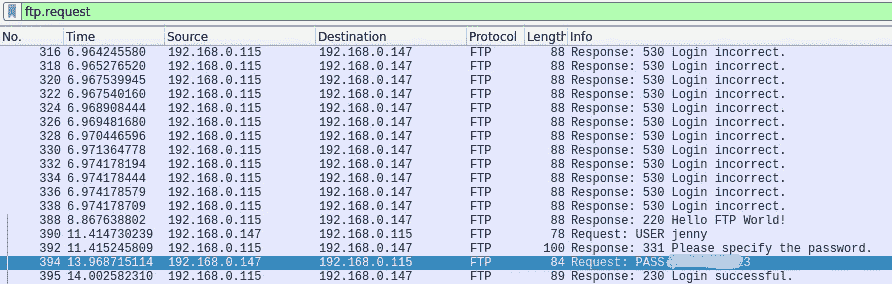 ftp.request
No. Time Source Destination Protocol Length Info
316 6.964245580 192.168.0.115 192.168.0.147 FTP 88 Response: 530 Login incorrect.
318 6.965276520 192.168.0.115 192.168.0.147 FTP 88 Response: 530 Login incorrect.
320 6.967539945 192.168.0.115 192.168.0.147 FTP 88 Response: 530 Login incorrect.
322 6.967540160 192.168.0.115 192.168.0.147 FTP 88 Response: 530 Login incorrect.
324 6.968908444 192.168.0.115 192.168.0.147 FTP 88 Response: 530 Login incorrect.
326 6.969481680 192.168.0.115 192.168.0.147 FTP 88 Response: 530 Login incorrect.
328 6.970446596 192.168.0.115 192.168.0.147 FTP 88 Response: 530 Login incorrect.
330 6.971364778 192.168.0.115 192.168.0.147 FTP 88 Response: 530 Login incorrect.
332 6.974178194 192.168.0.115 192.168.0.147 FTP 88 Response: 530 Login incorrect.
334 6.974178444 192.168.0.115 192.168.0.147 FTP 88 Response: 530 Login incorrect.
336 6.974178579 192.168.0.115 192.168.0.147 FTP 88 Response: 530 Login incorrect.
338 6.974178709 192.168.0.115 192.168.0.147 FTP 88 Response: 530 Login incorrect.
388 8.867638802 192.168.0.115 192.168.0.147 FTP 88 Response: 220 Hello FTP World!
390 11.414730239 192.168.0.147 192.168.0.115 FTP 78 Request: USER jenny
392 11.415245809 192.168.0.115 192.168.0.147 FTP 100 Response: 331 Please specify the password.
394 13.968715114 192.168.0.147 192.168.0.115 FTP 84 Request: PASS 23
395 14.002582310 192.168.0.115 192.168.0.147 FTP 89 Response: 230 Login successful.